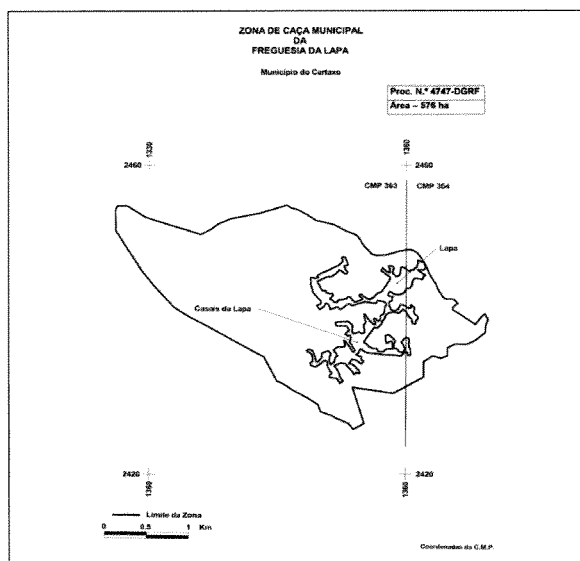 ZONA DE CAÇA MUNICIPAL
DA
FREGUESIA DA LAPA
Município do Cartaxo
Proc. N.º 4747-DGRF
Área – 576 ha
1330
1360
2460
2460
CMP 363
CMP 364
Lapa
Casais da Lapa
2420
2420
1360
1360
Limite da Zona
0 0.5 1 Km
Coordenadas da C.M.P.